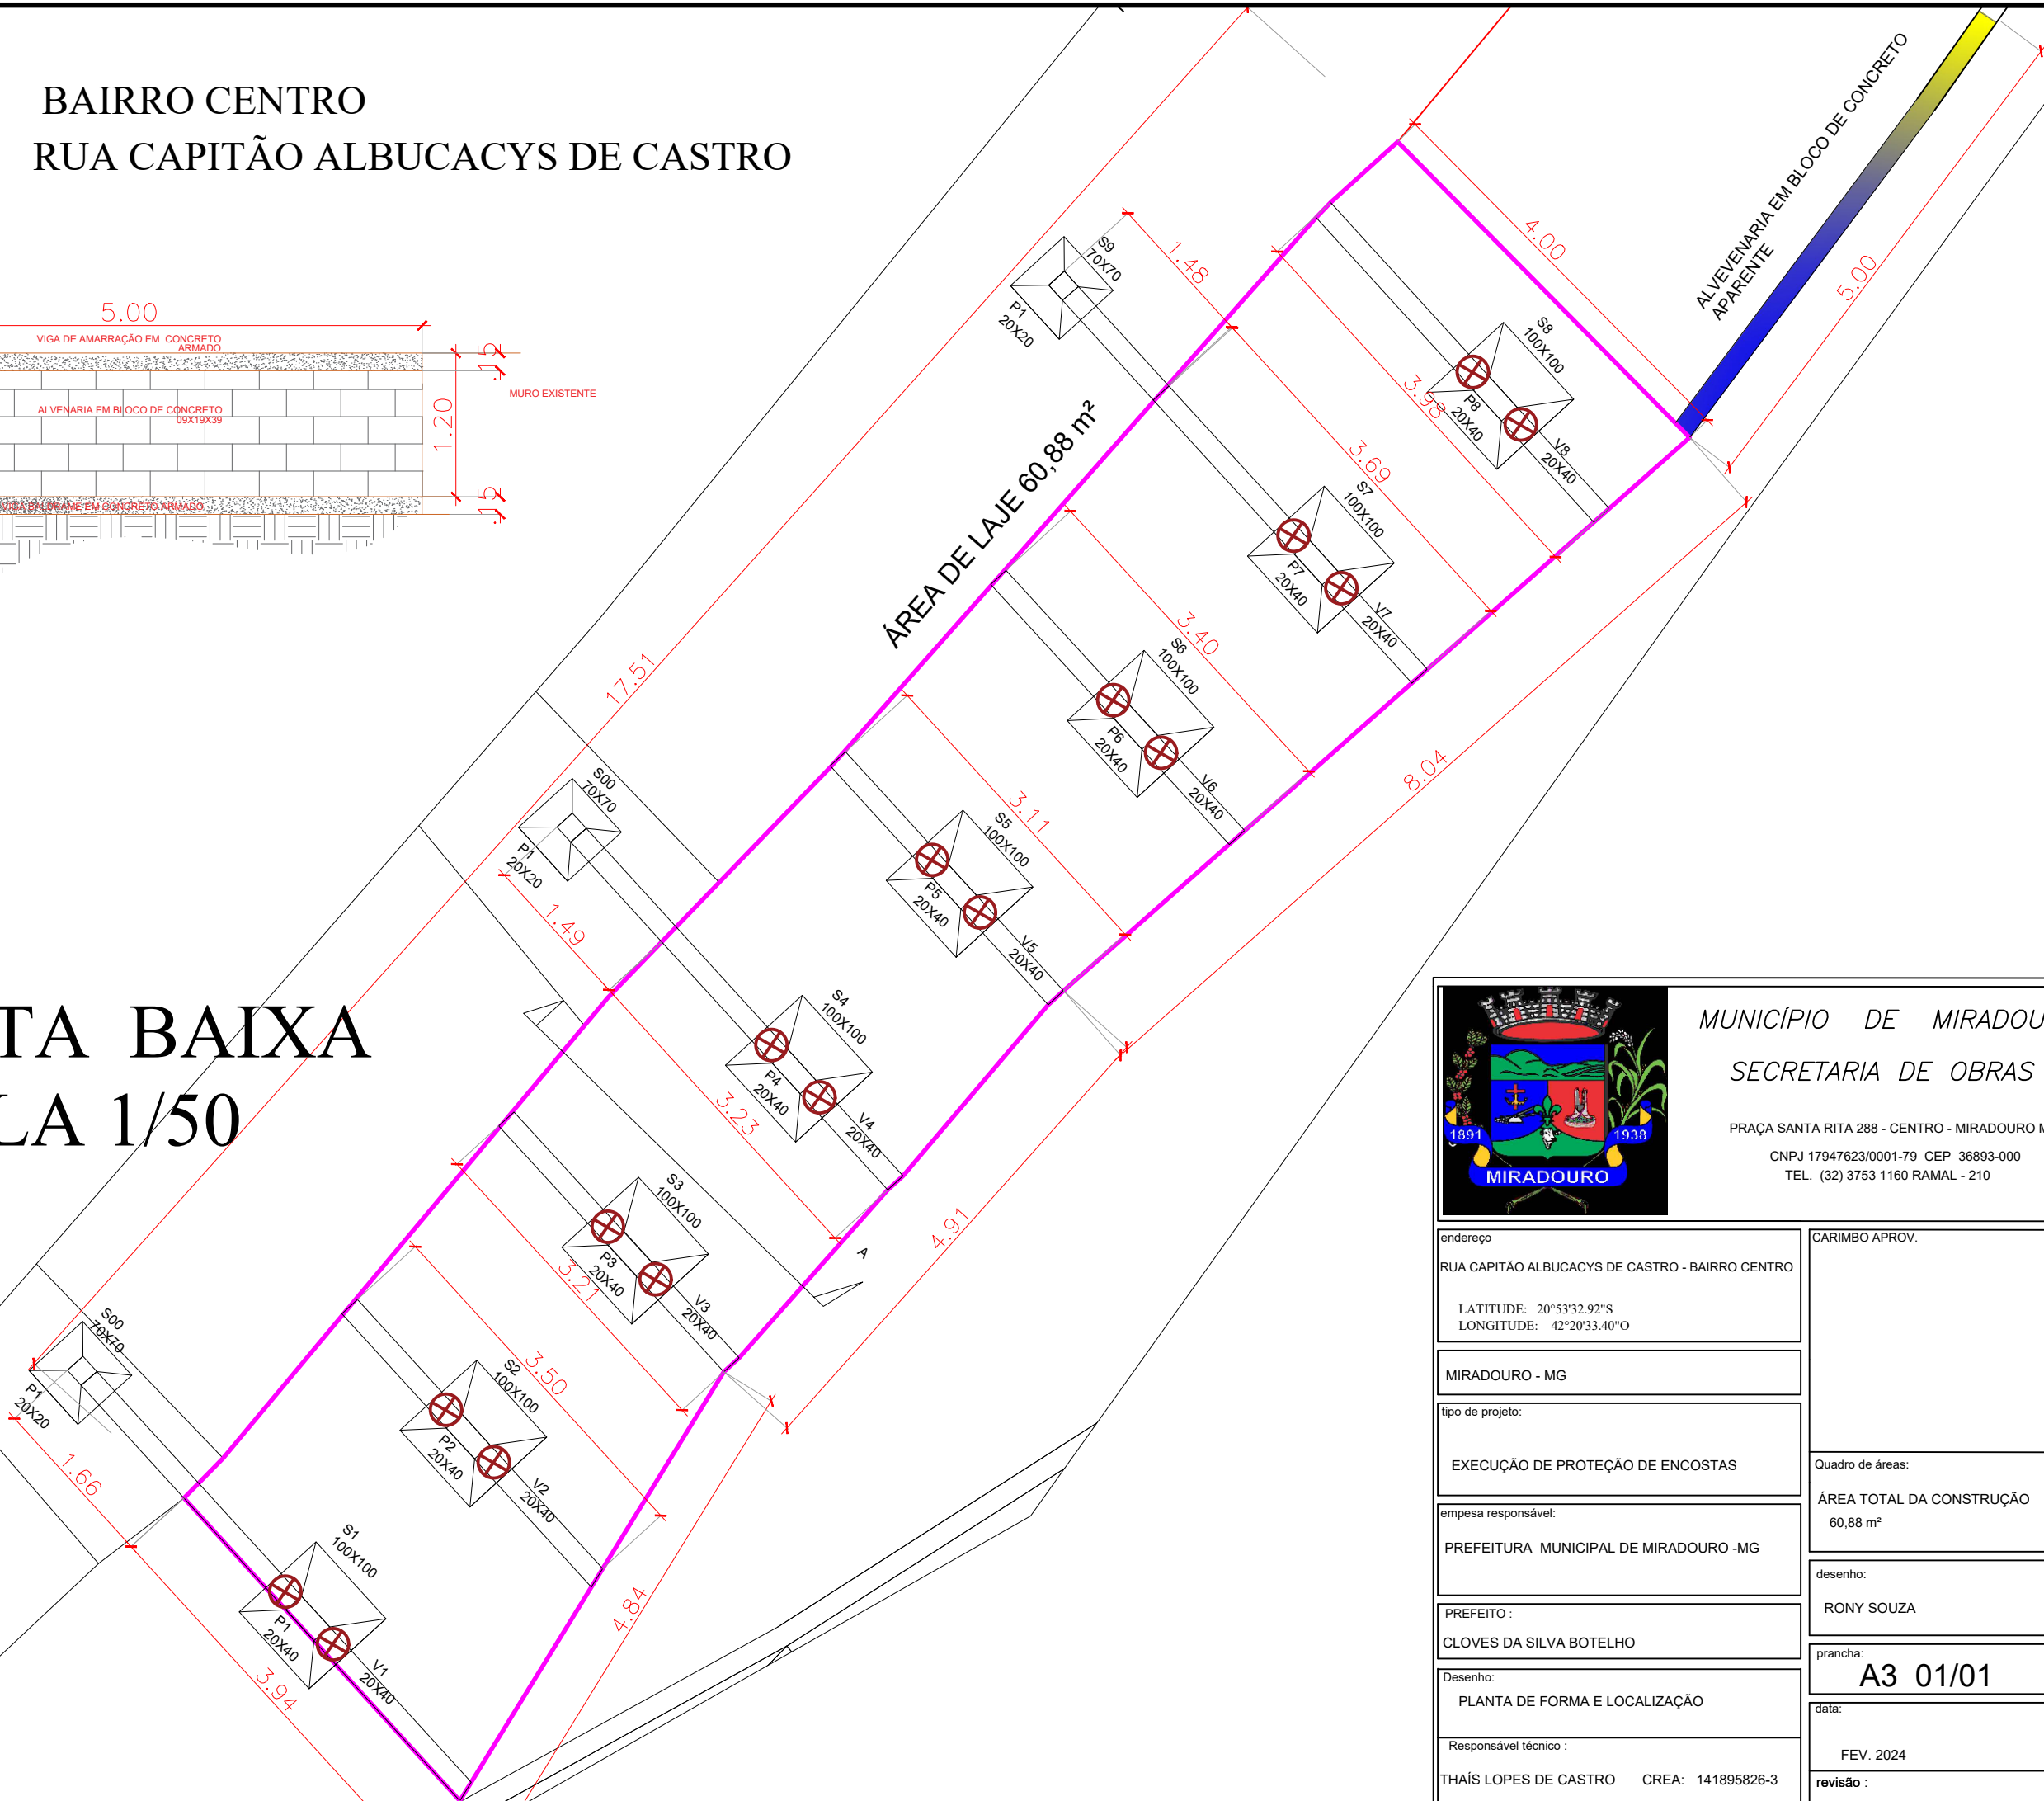 BAIRRO CENTRO
RUA CAPITÃO ALBUCACYS DE CASTRO
5.00
VIGA DE AMARRAÇÃO EM CONCRETO
ARMADO
.15
MURO EXISTENTE
ALVENARIA EM BLOCO DE CONCRETO
09X19X39
1.20
.15
EM CONCRETO ARMADO
TA BAIXA
LA 1/50
ÁREA DE LAJE 60,88 m²
ALVEVENARIA EM BLOCO DE CONCRETO
APARENTE
5.00
4.00
1.48
3.98
3.69
3.40
3.11
8.04
17.51
1.49
3.23
3.21
4.91
3.50
4.84
1.66
3.94
S9
70X70
P1
20X20
S8
100X100
P8
20X40
V8
20X40
S7
100X100
P7
20X40
V7
20X40
S6
100X100
P6
20X40
V6
20X40
S5
100X100
P5
20X40
V5
20X40
S00
70X70
P1
20X20
S4
100X100
P4
20X40
V4
20X40
A
S3
100X100
P3
20X40
V3
20X40
S2
100X100
P2
20X40
V2
20X40
S00
70X70
P1
20X20
S1
100X100
P1
20X40
V1
20X40
1891
1938
MIRADOURO
MUNICÍPIO DE MIRADOU
SECRETARIA DE OBRAS
PRAÇA SANTA RITA 288 - CENTRO - MIRADOURO M
CNPJ 17947623/0001-79 CEP 36893-000
TEL. (32) 3753 1160 RAMAL - 210
endereço
RUA CAPITÃO ALBUCACYS DE CASTRO - BAIRRO CENTRO
LATITUDE: 20°53'32.92"S
LONGITUDE: 42°20'33.40"O
MIRADOURO - MG
tipo de projeto:
EXECUÇÃO DE PROTEÇÃO DE ENCOSTAS
empesa responsável:
PREFEITURA MUNICIPAL DE MIRADOURO -MG
PREFEITO :
CLOVES DA SILVA BOTELHO
Desenho:
PLANTA DE FORMA E LOCALIZAÇÃO
Responsável técnico :
THAÍS LOPES DE CASTRO CREA: 141895826-3
CARIMBO APROV.
Quadro de áreas:
ÁREA TOTAL DA CONSTRUÇÃO
60,88 m²
desenho:
RONY SOUZA
prancha:
A3 01/01
data:
FEV. 2024
revisão :